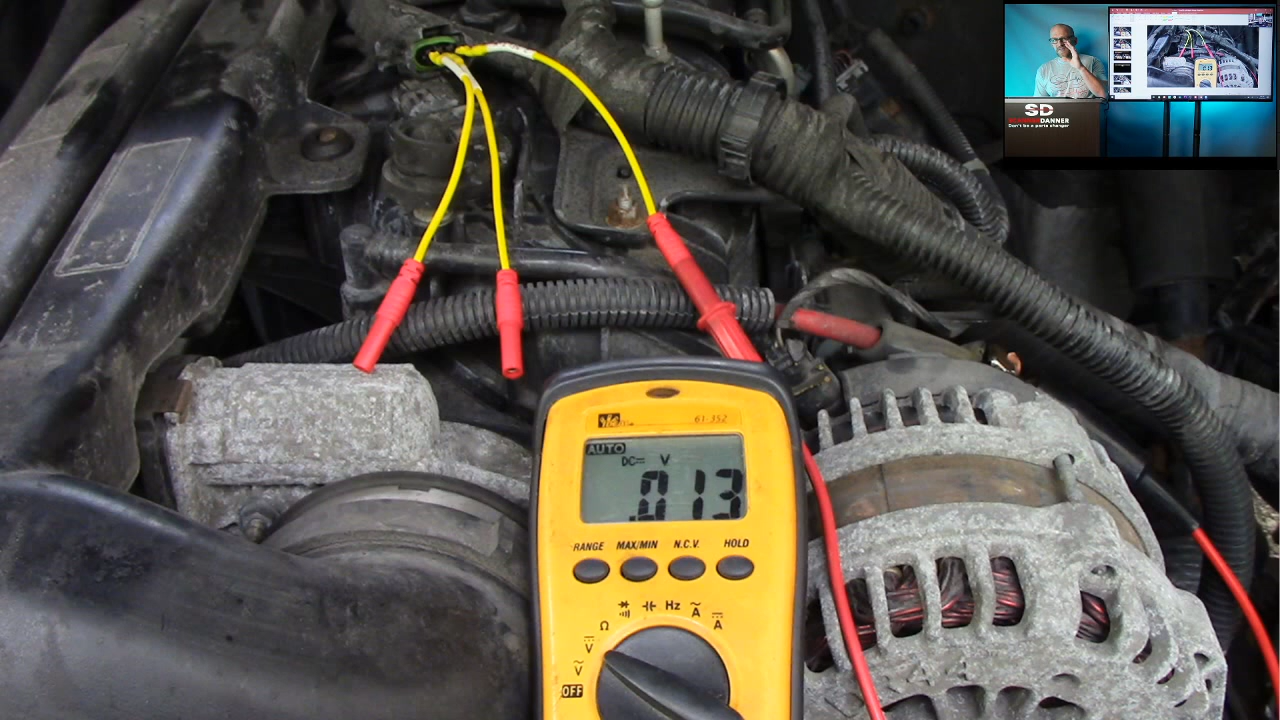 SD
DANNER
Don't be a parts changer
61-352
AUTO
DC V
.013
RANGE MAX/MIN N.C.V. HOLD
Hz
Ω
A
A
V
V
OFF